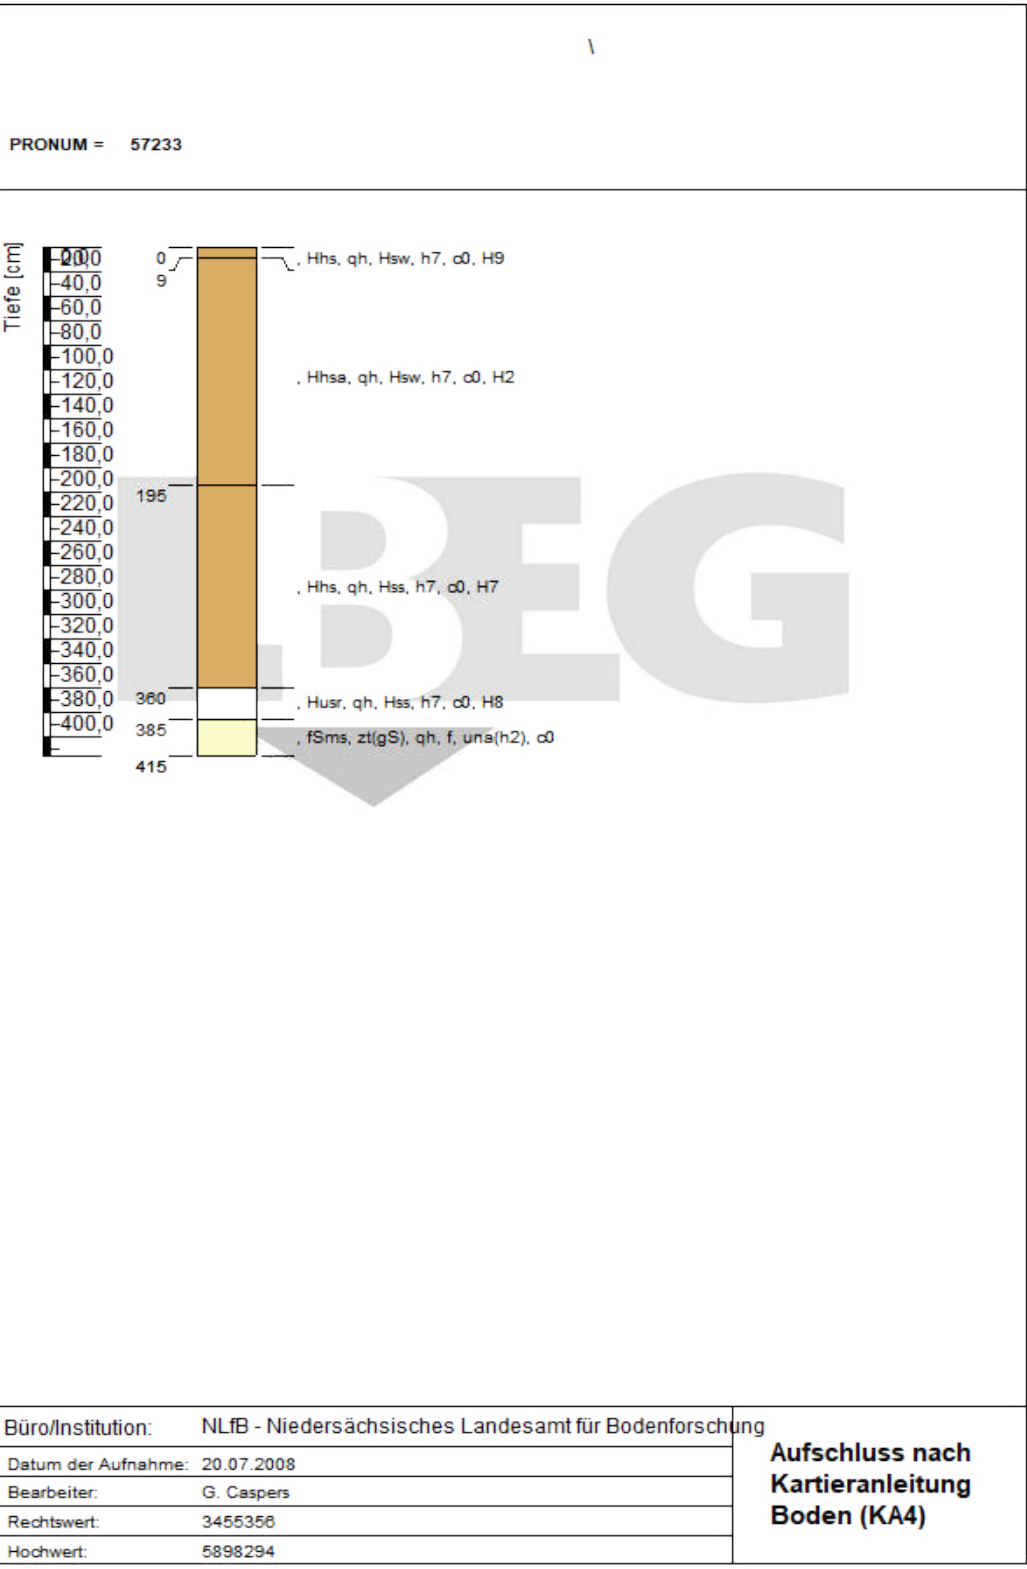 \
PRONUM = 57233
Tiefe [cm]
0,0
-20,0
-40,0
-60,0
-80,0
-100,0
-120,0
-140,0
-160,0
-180,0
-200,0
-220,0
-240,0
-260,0
-280,0
-300,0
-320,0
-340,0
-360,0
-380,0
-400,0
0
9
195
360
385
415
, Hhs, qh, Hsw, h7, c0, H9
, Hhsa, qh, Hsw, h7, c0, H2
, Hhs, qh, Hss, h7, c0, H7
, Husr, qh, Hss, h7, c0, H8
, fSms, zt(gS), qh, f, una(h2), c0
LBEG
Büro/Institution: NLfB - Niedersächsisches Landesamt für Bodenforschung
Datum der Aufnahme: 20.07.2008
Bearbeiter: G. Caspers
Rechtswert: 3455356
Hochwert: 5898294
Aufschluss nach
Kartieranleitung
Boden (KA4)